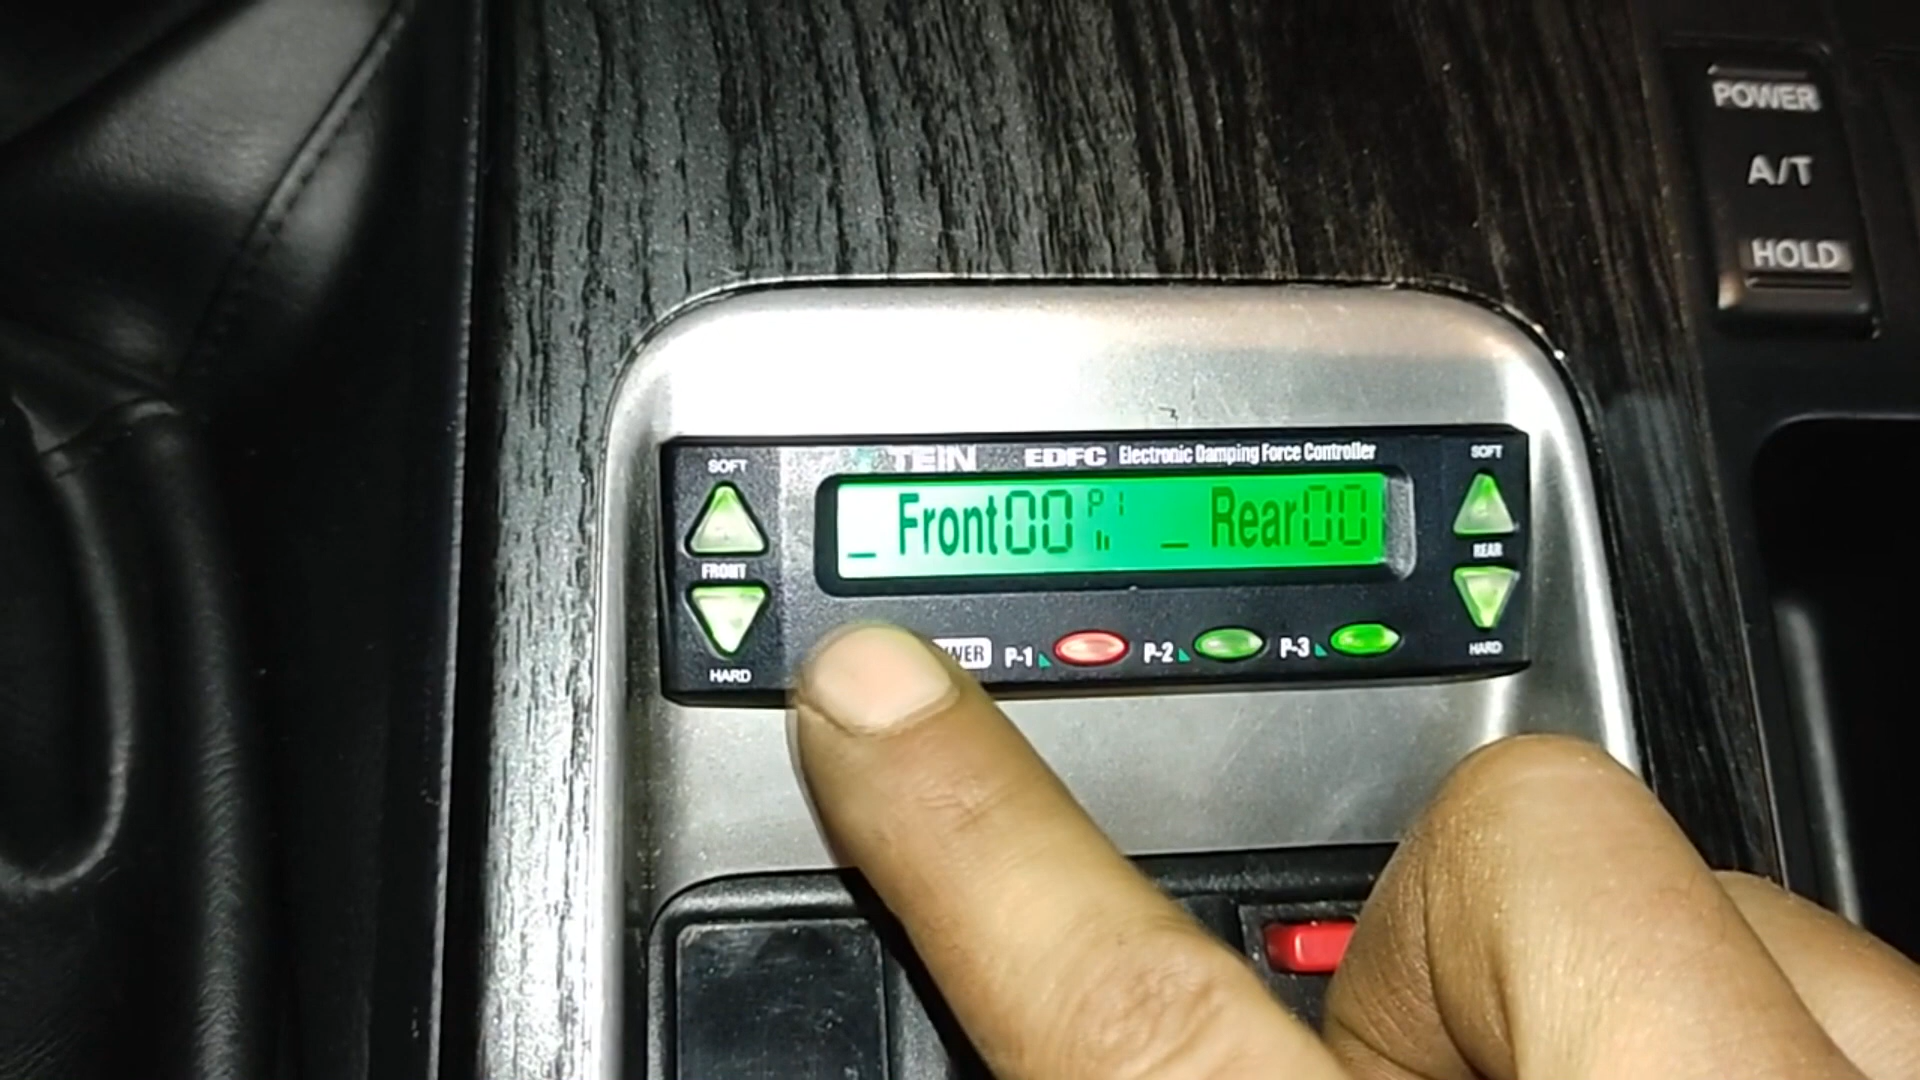 POWER
A/T
HOLD
TEIN EDFC Electronic Damping Force Controller
SOFT
FRONT
HARD
_ Front00 P1 _ Rear00
SOFT
REAR
HARD
P-1 P-2 P-3